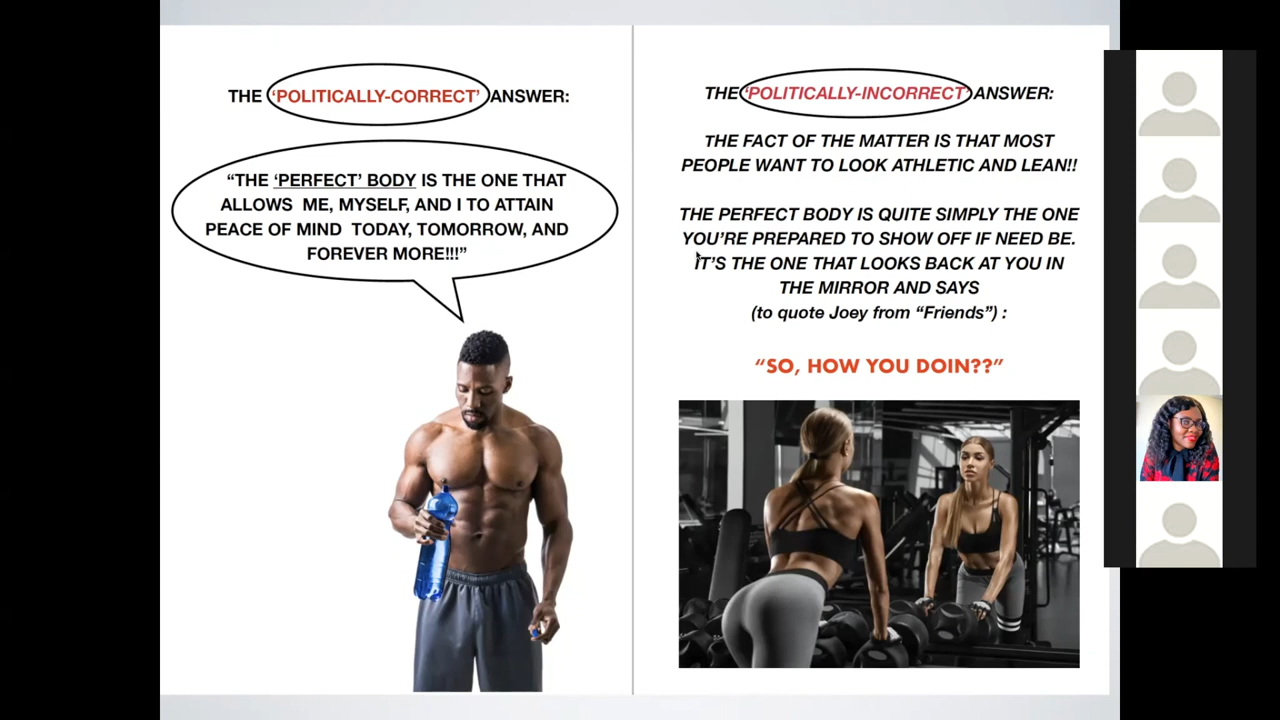 THE ‘POLITICALLY-CORRECT’ ANSWER:
“THE ‘PERFECT’ BODY IS THE ONE THAT
ALLOWS ME, MYSELF, AND I TO ATTAIN
PEACE OF MIND TODAY, TOMORROW, AND
FOREVER MORE!!!”
THE ‘POLITICALLY-INCORRECT’ ANSWER:
THE FACT OF THE MATTER IS THAT MOST
PEOPLE WANT TO LOOK ATHLETIC AND LEAN!!
THE PERFECT BODY IS QUITE SIMPLY THE ONE
YOU’RE PREPARED TO SHOW OFF IF NEED BE.
IT’S THE ONE THAT LOOKS BACK AT YOU IN
THE MIRROR AND SAYS
(to quote Joey from “Friends”) :
“SO, HOW YOU DOIN??”